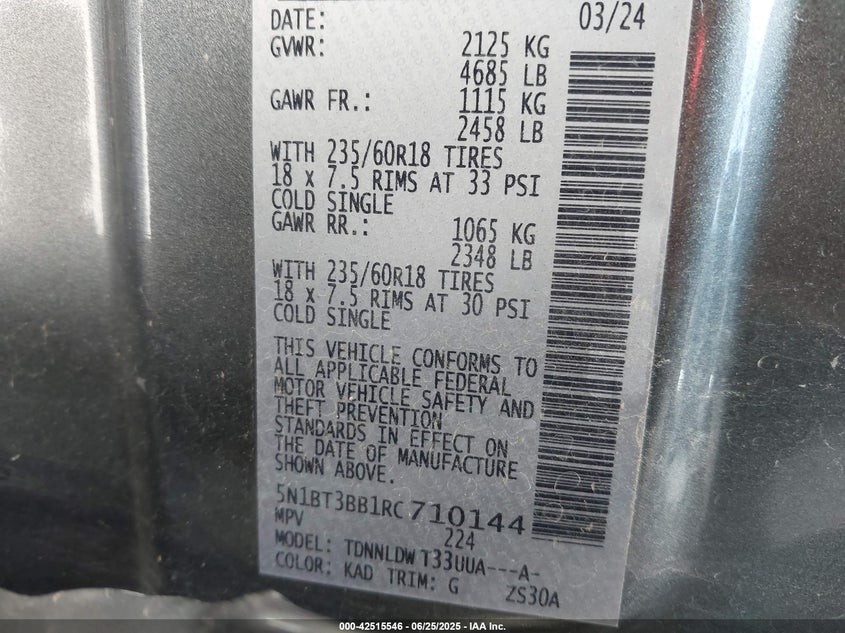 DATE: 03/24
GVWR: 2125 KG
4685 LB
GAWR FR.: 1115 KG
2458 LB
WITH 235/60R18 TIRES
18 x 7.5 RIMS AT 33 PSI
COLD SINGLE
GAWR RR.: 1065 KG
2348 LB
WITH 235/60R18 TIRES
18 x 7.5 RIMS AT 30 PSI
COLD SINGLE
THIS VEHICLE CONFORMS TO
ALL APPLICABLE FEDERAL
MOTOR VEHICLE SAFETY AND
THEFT PREVENTION
STANDARDS IN EFFECT ON
THE DATE OF MANUFACTURE
SHOWN ABOVE.
5N1BT3BB1RC710144
MPV 224
MODEL: TDNNLDW T33UUA---A-
COLOR: KAD TRIM: G ZS30A
000-42515546 - 06/25/2025 - IAA Inc.